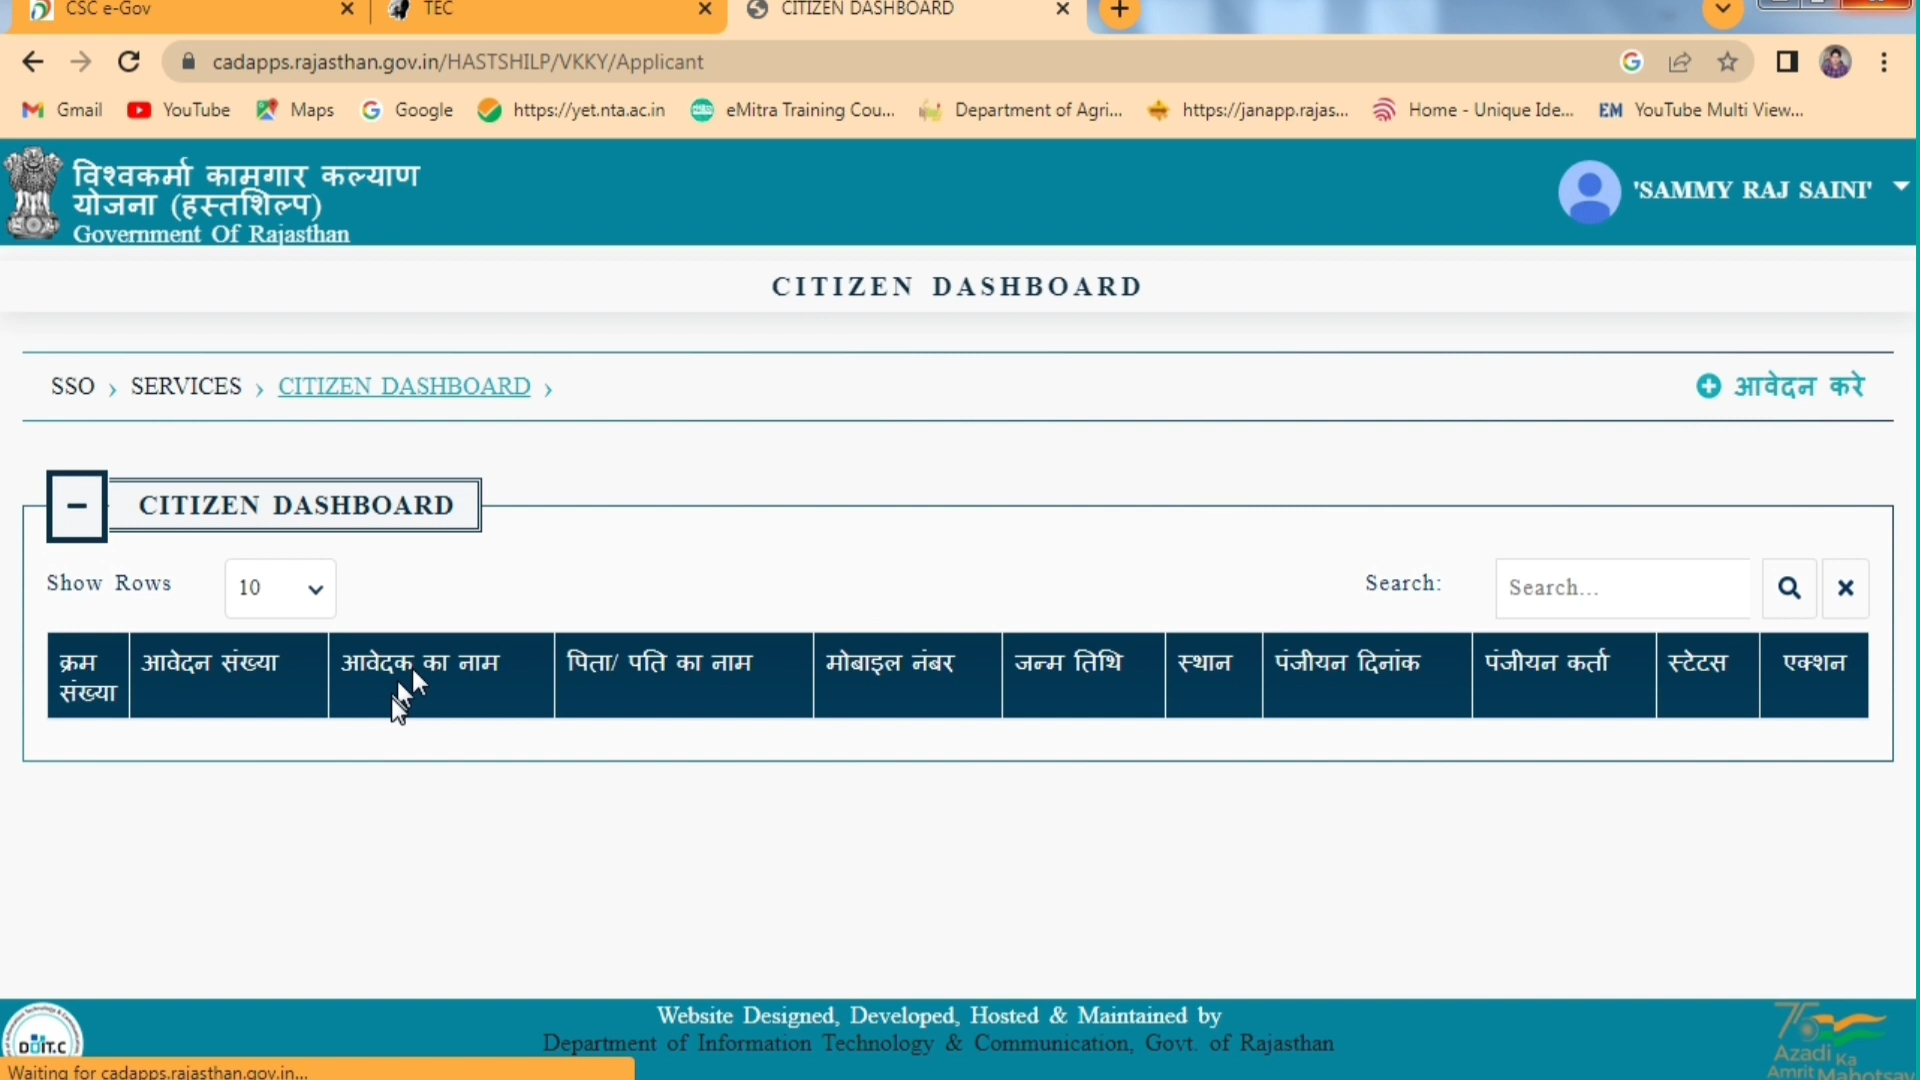 CSC e-Gov
TEC
CITIZEN DASHBOARD
cadapps.rajasthan.gov.in/HASTSHILP/VKKY/Applicant
Gmail
YouTube
Maps
Google
https://yet.nta.ac.in
eMitra Training Cou...
Department of Agri...
https://janapp.rajas...
Home - Unique Ide...
EM YouTube Multi View...
विश्वकर्मा कामगार कल्याण
योजना (हस्तशिल्प)
Government Of Rajasthan
'SAMMY RAJ SAINI'
CITIZEN DASHBOARD
SSO › SERVICES › CITIZEN DASHBOARD ›
आवेदन करे
CITIZEN DASHBOARD
Show Rows
10
Search:
Search...
क्रम संख्या
आवेदन संख्या
आवेदक का नाम
पिता/ पति का नाम
मोबाइल नंबर
जन्म तिथि
स्थान
पंजीयन दिनांक
पंजीयन कर्ता
स्टेटस
एक्शन
Website Designed, Developed, Hosted & Maintained by
Department of Information Technology & Communication, Govt. of Rajasthan
DOIT.C
75
Azadi Ka
Amrit Mahotsav
Waiting for cadapps.rajasthan.gov.in...